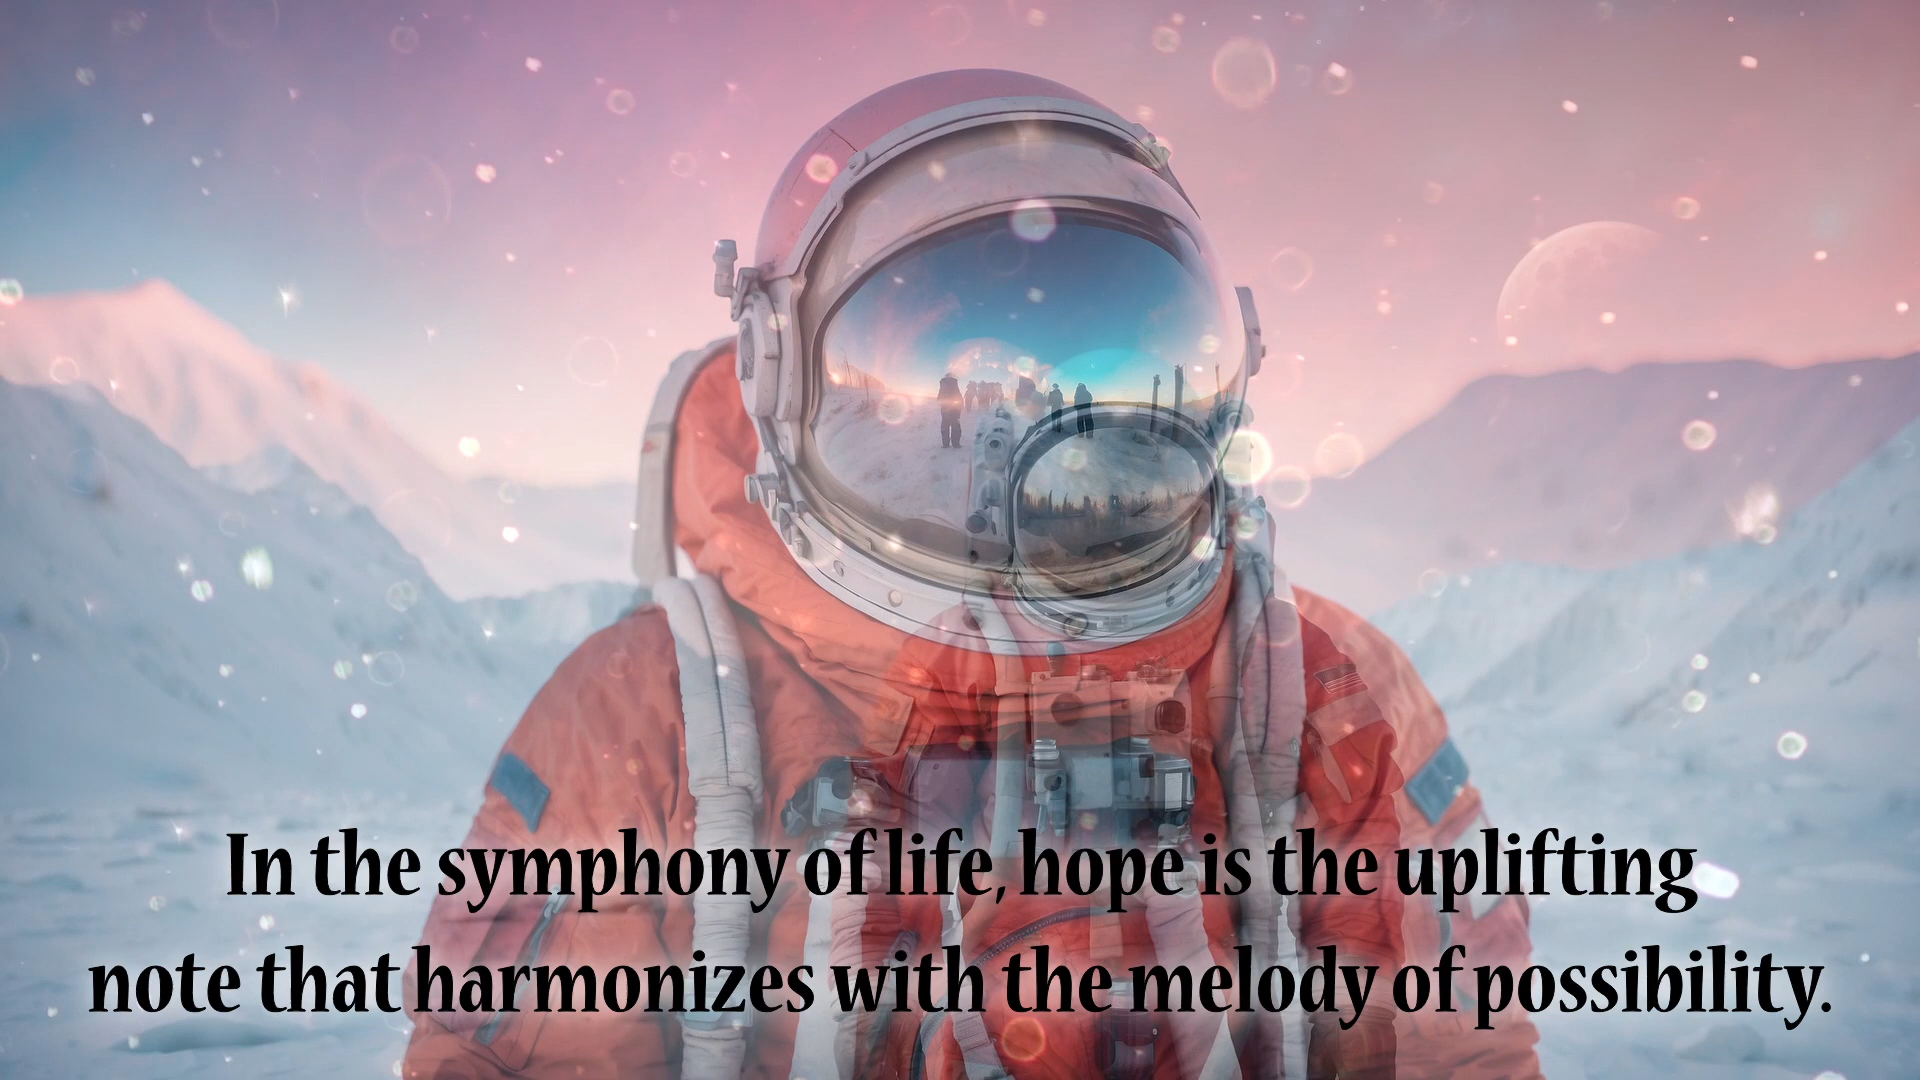 In the symphony of life, hope is the uplifting
note that harmonizes with the melody of possibility.